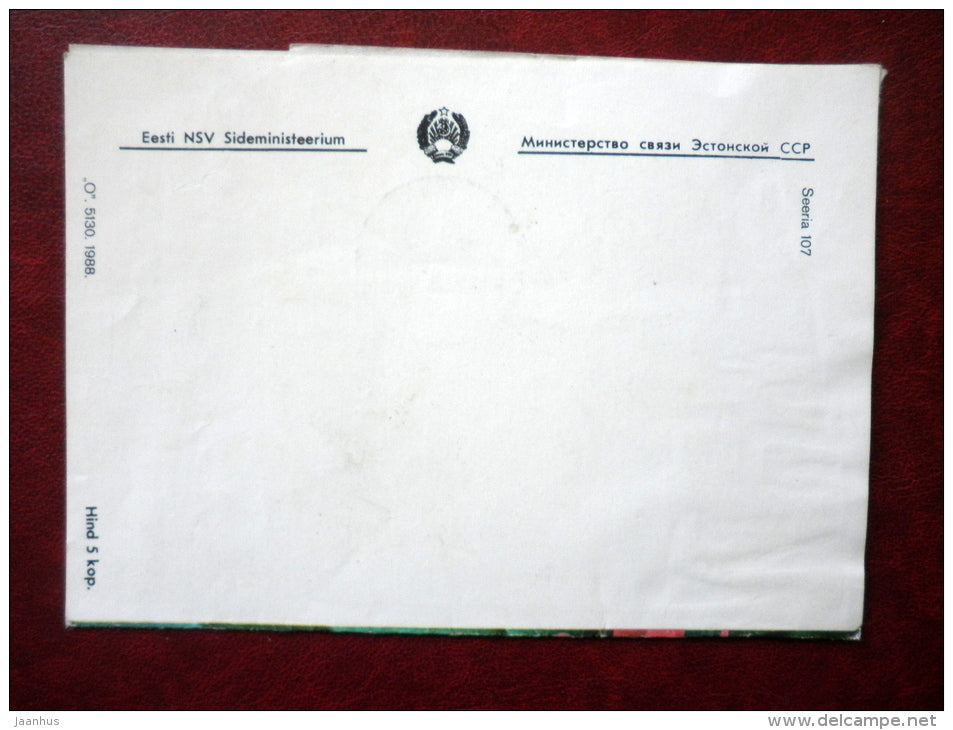 Eesti NSV Sideministeerium
Министерство связи Эстонской ССР
„O". 5130. 1988.
Seeria 107
Hind 5 kop.
jaanhus
www.delcampe.net